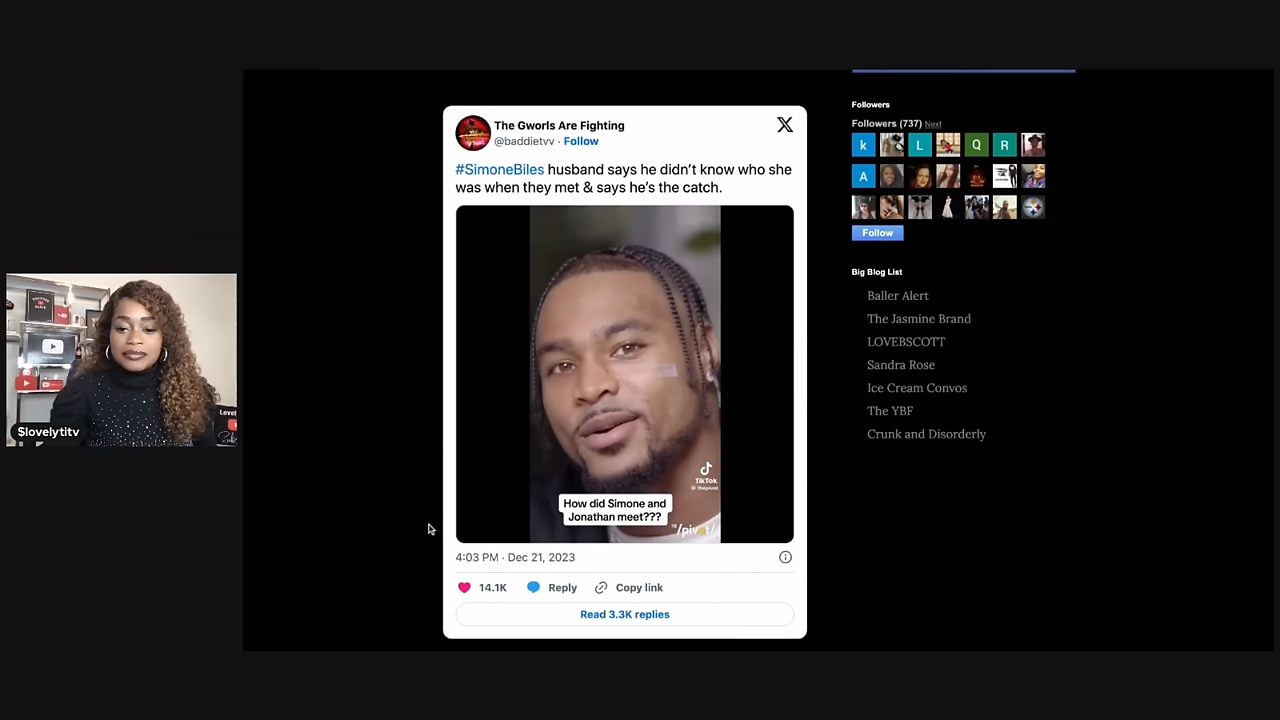 The Gworls Are Fighting
@baddietvv · Follow
#SimoneBiles husband says he didn’t know who she
was when they met & says he’s the catch.
How did Simone and
Jonathan meet???
TikTok
@ thepivot
4:03 PM · Dec 21, 2023
14.1K
Reply
Copy link
Read 3.3K replies
$lovelytitv
Followers
Followers (737) Next
k
L
Q
R
A
Follow
Big Blog List
Baller Alert
The Jasmine Brand
LOVEBSCOTT
Sandra Rose
Ice Cream Convos
The YBF
Crunk and Disorderly